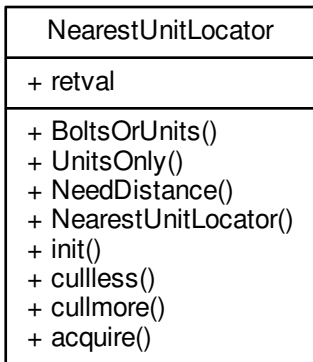 NearestUnitLocator
+ retval
+ BoltsOrUnits()
+ UnitsOnly()
+ NeedDistance()
+ NearestUnitLocator()
+ init()
+ cullless()
+ cullmore()
+ acquire()